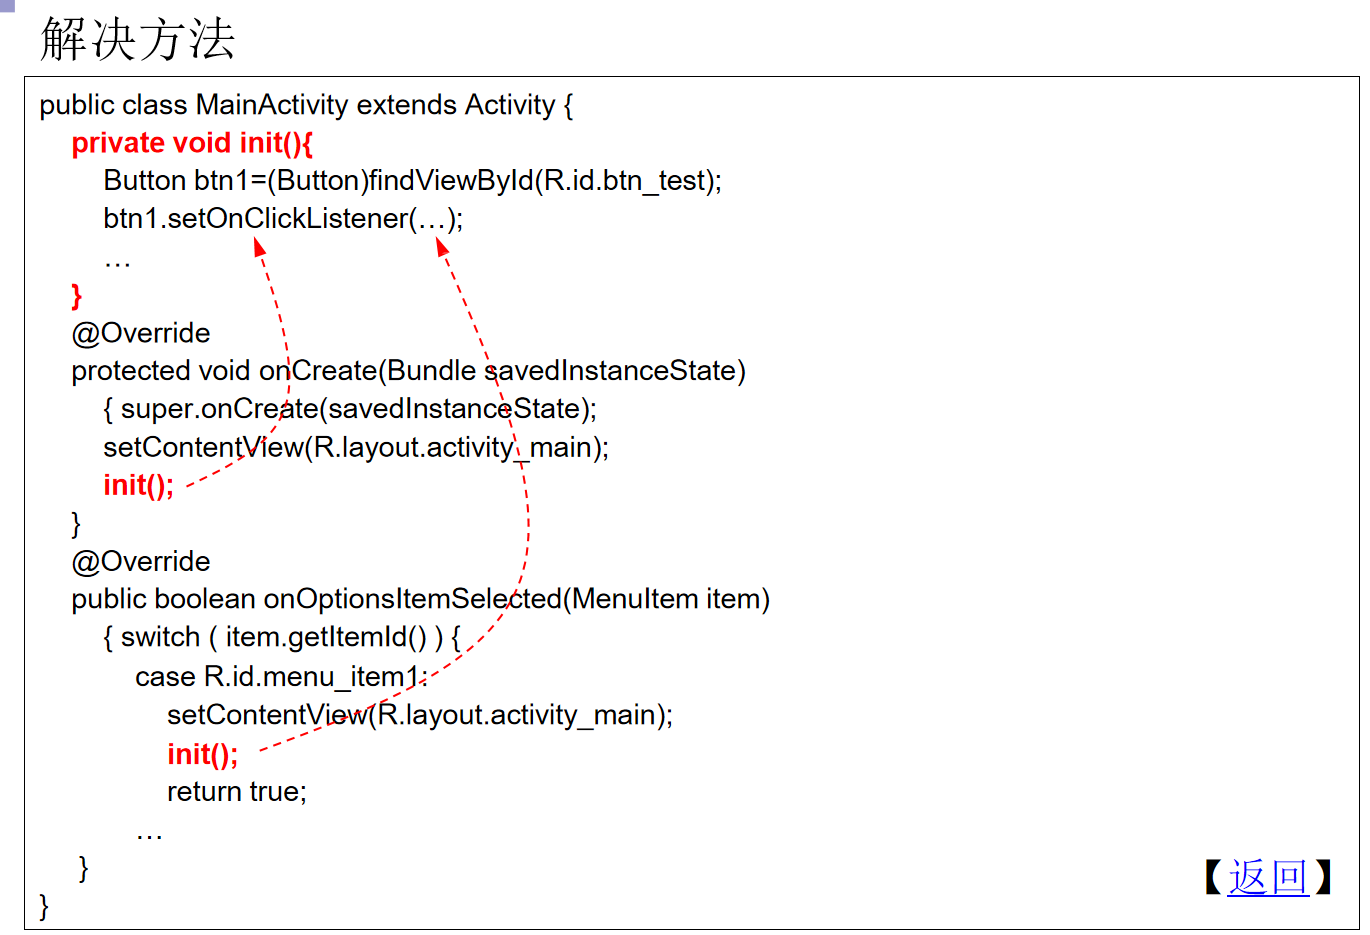 解决方法
public class MainActivity extends Activity {
private void init(){
Button btn1=(Button)findViewById(R.id.btn_test);
btn1.setOnClickListener(…);
…
}
@Override
protected void onCreate(Bundle savedInstanceState)
{ super.onCreate(savedInstanceState);
setContentView(R.layout.activity_main);
init();
}
@Override
public boolean onOptionsItemSelected(MenuItem item)
{ switch ( item.getItemId() ) {
case R.id.menu_item1:
setContentView(R.layout.activity_main);
init();
return true;
…
}
}
【返回】